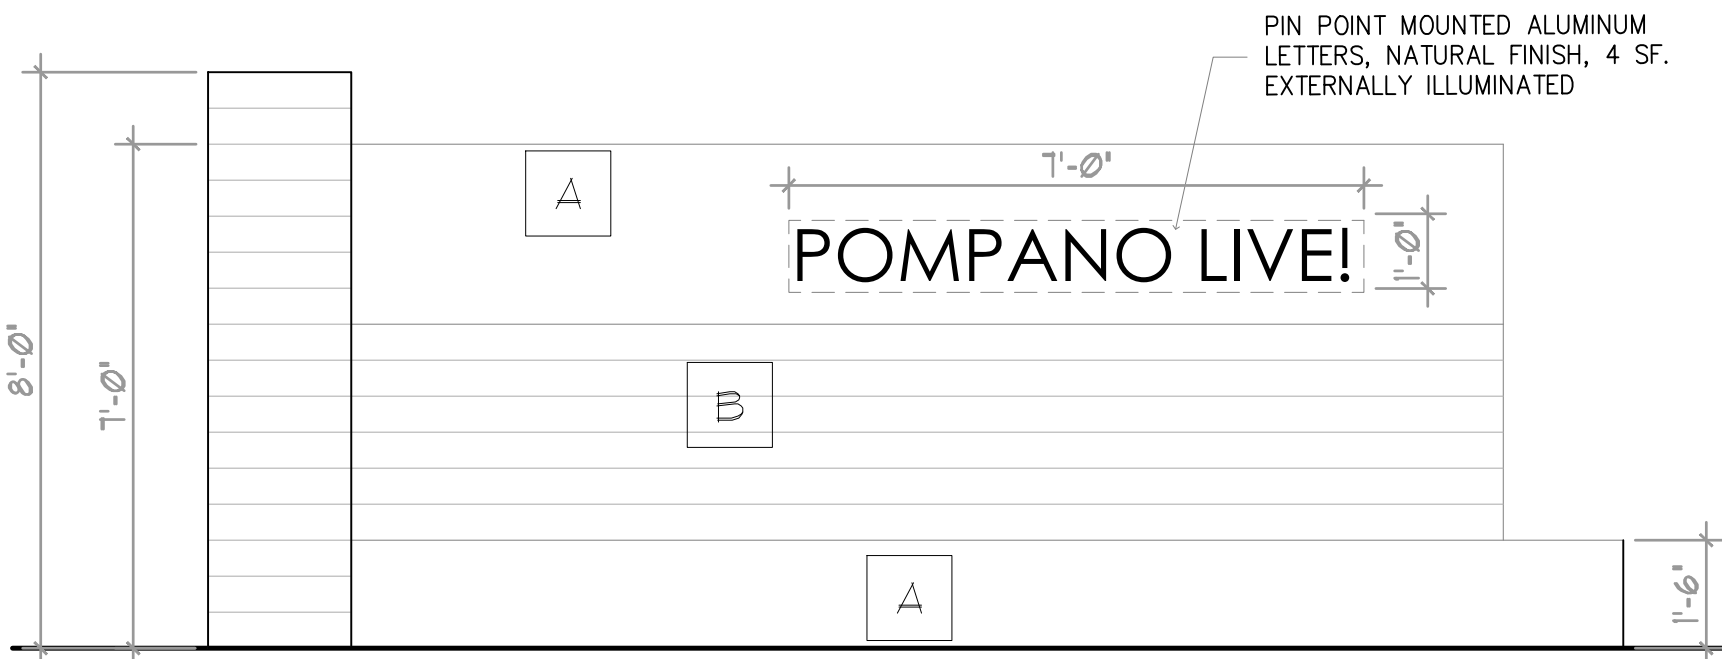 PIN POINT MOUNTED ALUMINUM
LETTERS, NATURAL FINISH, 4 SF.
EXTERNALLY ILLUMINATED
7'-0"
A
POMPANO LIVE!
1'-0"
8'-0"
7'-0"
B
A
1'-6"